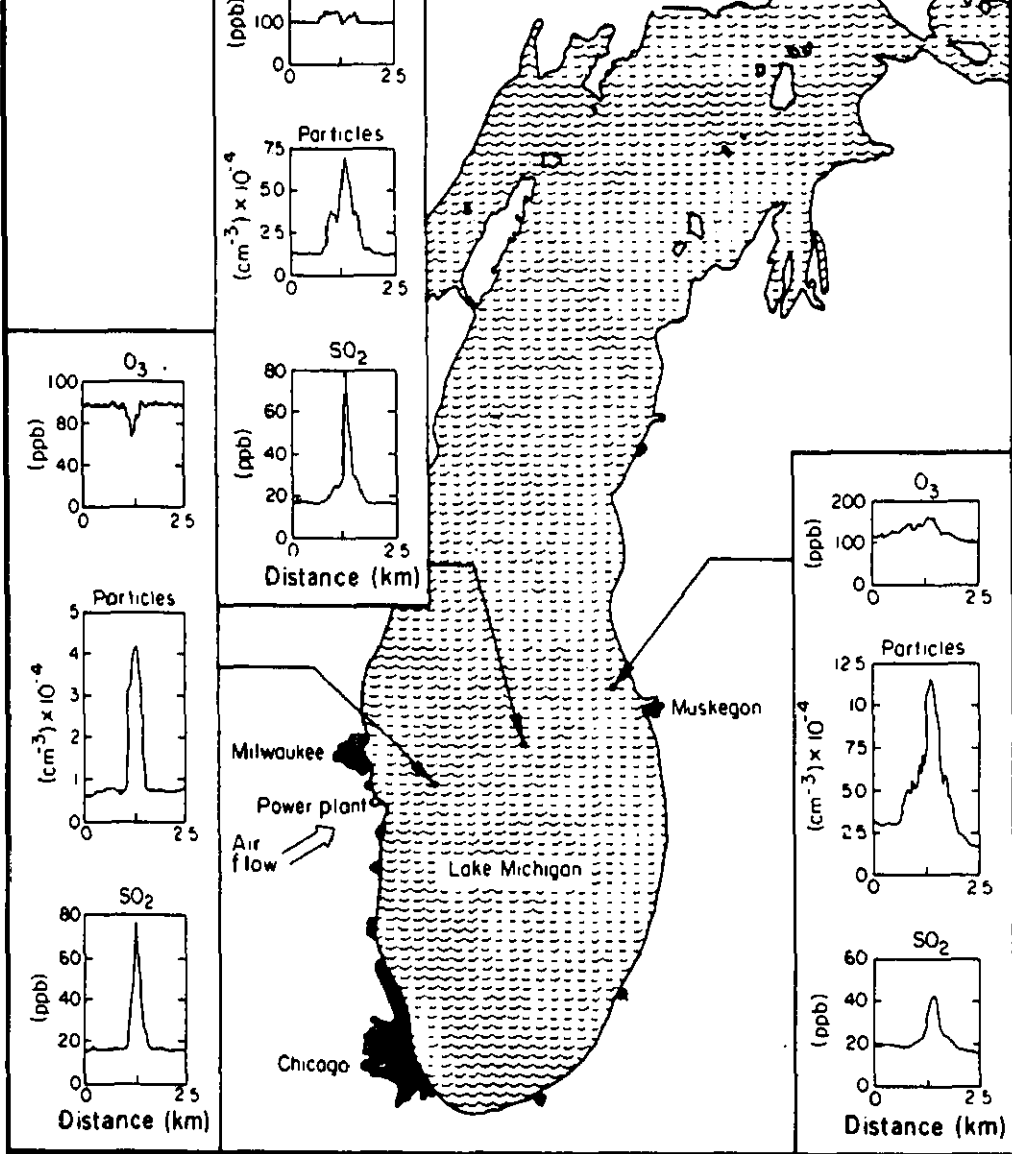 (ppb)
100
0
0
25
Particles
(cm⁻³) × 10⁻⁴
75
50
25
0
0
25
SO₂
(ppb)
80
60
40
20
0
0
25
Distance (km)
O₃
(ppb)
100
80
40
0
0
25
Particles
(cm⁻³) × 10⁻⁴
5
4
3
2
1
0
0
25
SO₂
(ppb)
80
60
40
20
0
0
25
Distance (km)
Milwaukee
Power plant
Air
flow
Chicago
Lake Michigan
Muskegon
O₃
(ppb)
200
100
0
0
25
Particles
(cm⁻³) × 10⁻⁴
12 5
10
7 5
5 0
2 5
0
0
25
SO₂
(ppb)
60
40
20
0
0
25
Distance (km)